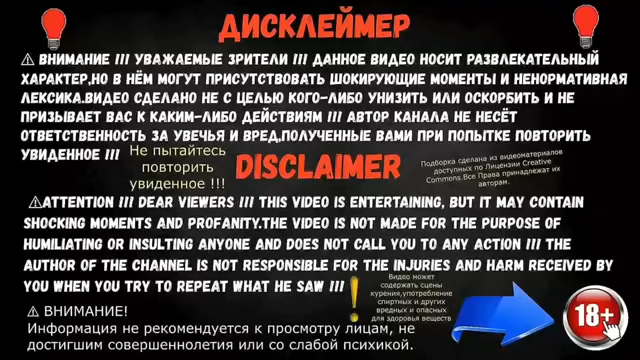 ДИСКЛЕЙМЕР
⚠ ВНИМАНИЕ !!! УВАЖАЕМЫЕ ЗРИТЕЛИ !!! ДАННОЕ ВИДЕО НОСИТ РАЗВЛЕКАТЕЛЬНЫЙ
ХАРАКТЕР,НО В НЁМ МОГУТ ПРИСУТСТВОВАТЬ ШОКИРУЮЩИЕ МОМЕНТЫ И НЕНОРМАТИВНАЯ
ЛЕКСИКА.ВИДЕО СДЕЛАНО НЕ С ЦЕЛЬЮ КОГО-ЛИБО УНИЗИТЬ ИЛИ ОСКОРБИТЬ И НЕ
ПРИЗЫВАЕТ ВАС К КАКИМ-ЛИБО ДЕЙСТВИЯМ !!! АВТОР КАНАЛА НЕ НЕСЁТ
ОТВЕТСТВЕННОСТЬ ЗА УВЕЧЬЯ И ВРЕД,ПОЛУЧЕННЫЕ ВАМИ ПРИ ПОПЫТКЕ ПОВТОРИТЬ
УВИДЕННОЕ !!!
Не пытайтесь
повторить
увиденное !!!
DISCLAIMER
Подборка сделана из видеоматериалов
доступных по Лицензии Creative
Commons.Все Права принадлежат их
авторам.
⚠ATTENTION !!! DEAR VIEWERS !!! THIS VIDEO IS ENTERTAINING, BUT IT MAY CONTAIN
SHOCKING MOMENTS AND PROFANITY.THE VIDEO IS NOT MADE FOR THE PURPOSE OF
HUMILIATING OR INSULTING ANYONE AND DOES NOT CALL YOU TO ANY ACTION !!! THE
AUTHOR OF THE CHANNEL IS NOT RESPONSIBLE FOR THE INJURIES AND HARM RECEIVED BY
YOU WHEN YOU TRY TO REPEAT WHAT HE SAW !!!
Видео может
содержать сцены
курения,употребление
спиртных и других
вредных и опасных
для здоровья веществ
⚠ ВНИМАНИЕ!
Информация не рекомендуется к просмотру лицам, не
достигшим совершеннолетия или со слабой психикой.
18+